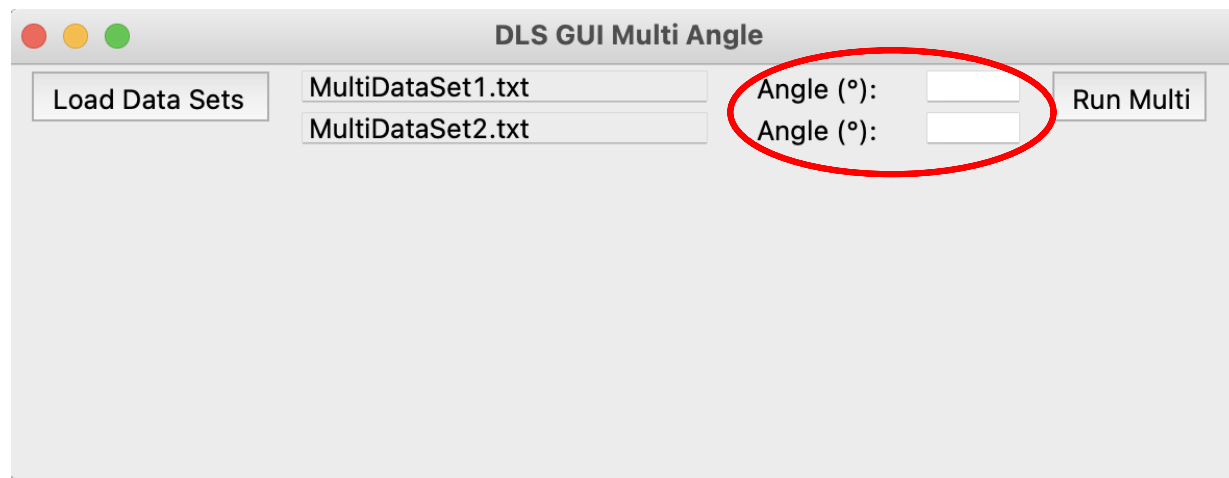 DLS GUI Multi Angle
Load Data Sets
MultiDataSet1.txt
Angle (°):
Run Multi
MultiDataSet2.txt
Angle (°):